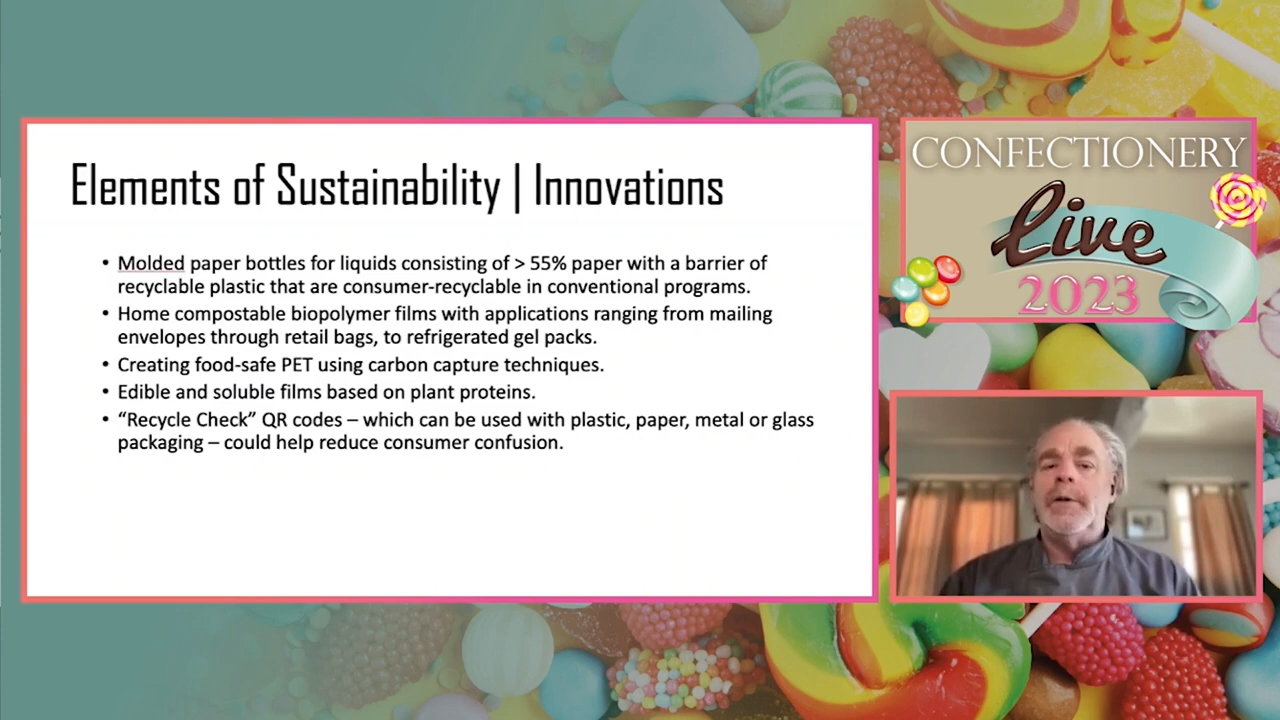 Elements of Sustainability | Innovations
• Molded paper bottles for liquids consisting of > 55% paper with a barrier of
recyclable plastic that are consumer-recyclable in conventional programs.
• Home compostable biopolymer films with applications ranging from mailing
envelopes through retail bags, to refrigerated gel packs.
• Creating food-safe PET using carbon capture techniques.
• Edible and soluble films based on plant proteins.
• “Recycle Check” QR codes – which can be used with plastic, paper, metal or glass
packaging – could help reduce consumer confusion.
CONFECTIONERY
Live
2023